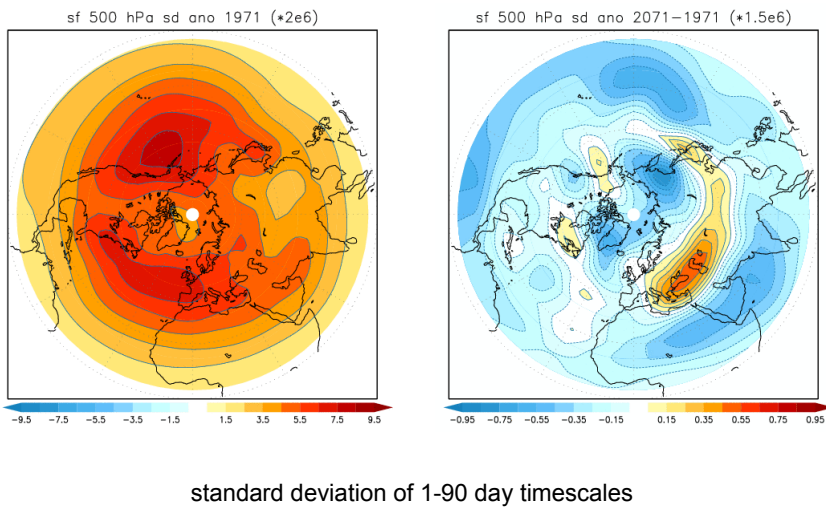 sf 500 hPa sd ano 1971 (*2e6)
sf 500 hPa sd ano 2071−1971 (*1.5e6)
−9.5 −7.5 −5.5 −3.5 −1.5 1.5 3.5 5.5 7.5 9.5
−0.95 −0.75 −0.55 −0.35 −0.15 0.15 0.35 0.55 0.75 0.95
standard deviation of 1-90 day timescales